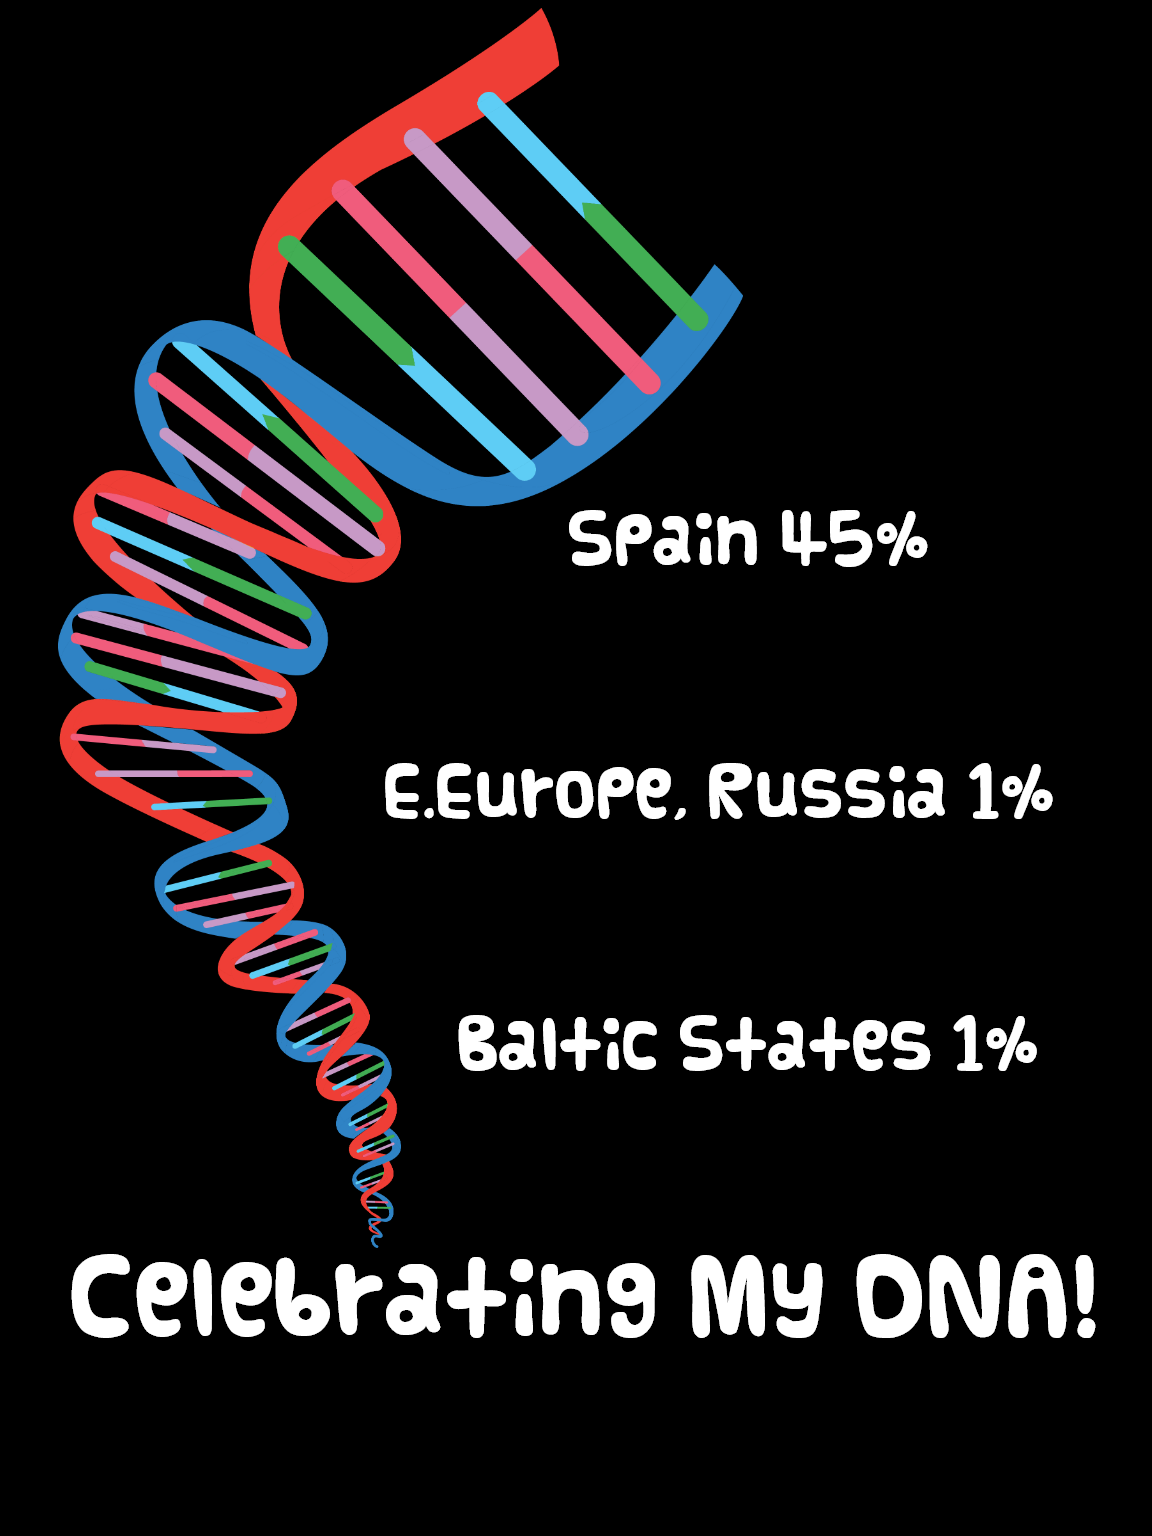 Spain 45%
E.Europe, Russia 1%
Baltic States 1%
Celebrating My DNA!